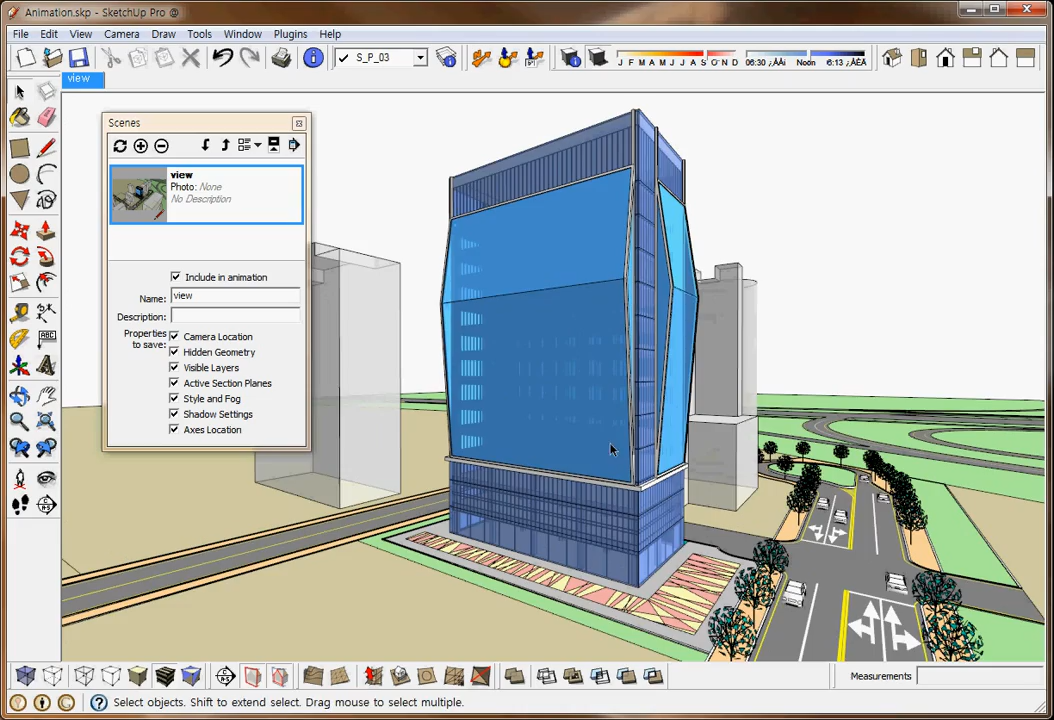 Animation.skp - SketchUp Pro @
File Edit View Camera Draw Tools Window Plugins Help
S_P_03
J F M A M J J A S O N D
06:30 ¿ÀÀü Noon 6:13 ¿ÀÈÄ
view
Scenes
view
Photo: None
No Description
Include in animation
Name: view
Description:
Properties to save:
Camera Location
Hidden Geometry
Visible Layers
Active Section Planes
Style and Fog
Shadow Settings
Axes Location
Measurements
Select objects. Shift to extend select. Drag mouse to select multiple.